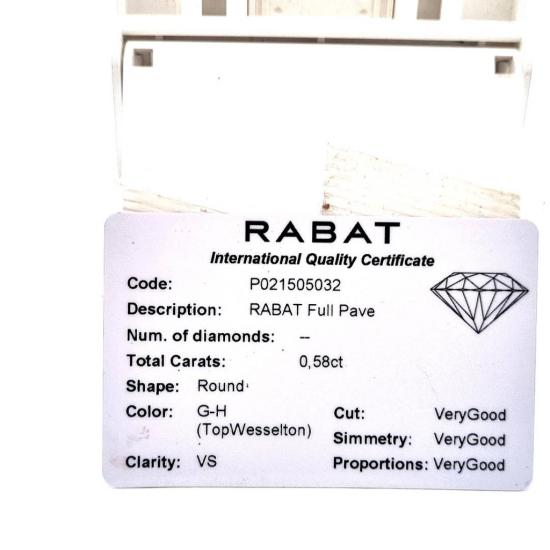 RABAT
International Quality Certificate
Code: P021505032
Description: RABAT Full Pave
Num. of diamonds: --
Total Carats: 0,58ct
Shape: Round
Color: G-H Cut: VeryGood
(TopWesselton) Simmetry: VeryGood
Clarity: VS Proportions: VeryGood